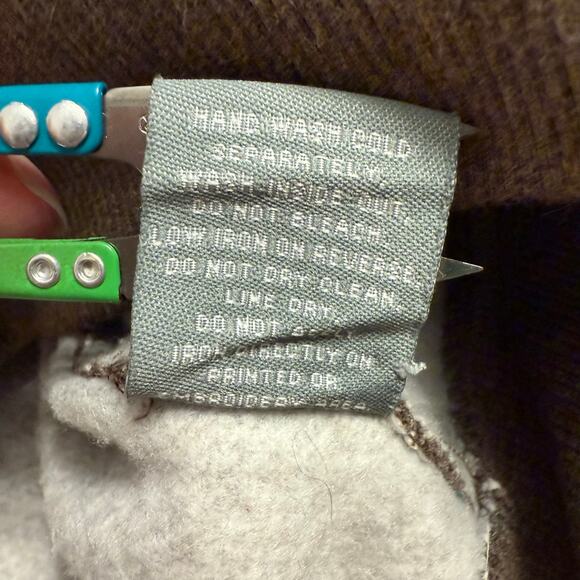 HAND WASH COLD
SEPARATELY
WASH INSIDE OUT.
DO NOT BLEACH.
LOW IRON ON REVERSE.
DO NOT DRY CLEAN.
LINE DRY.
DO NOT
IRON DIRECTLY ON
PRINTED OR
EMBROIDERY